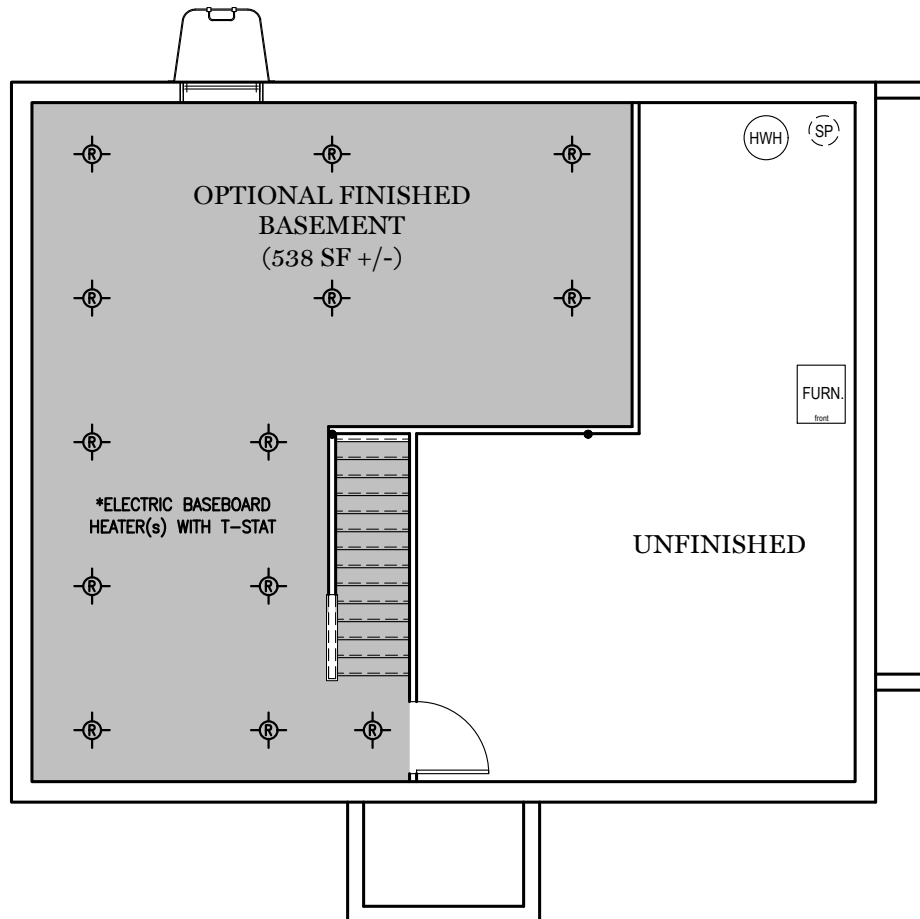 HWH
SP
R
R
R
OPTIONAL FINISHED
BASEMENT
(538 SF +/-)
R
R
R
FURN.
front
R
R
*ELECTRIC BASEBOARD
HEATER(s) WITH T-STAT
UNFINISHED
R
R
R
R
R